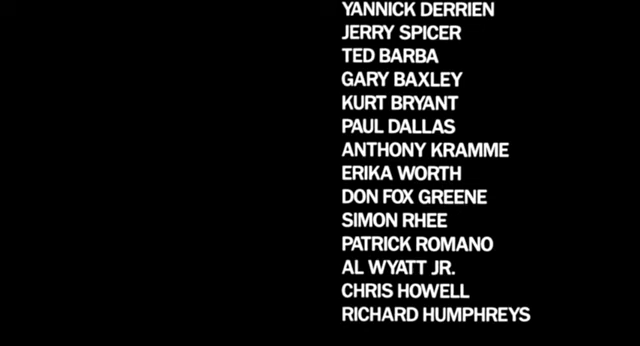 YANNICK DERRIEN
JERRY SPICER
TED BARBA
GARY BAXLEY
KURT BRYANT
PAUL DALLAS
ANTHONY KRAMME
ERIKA WORTH
DON FOX GREENE
SIMON RHEE
PATRICK ROMANO
AL WYATT JR.
CHRIS HOWELL
RICHARD HUMPHREYS